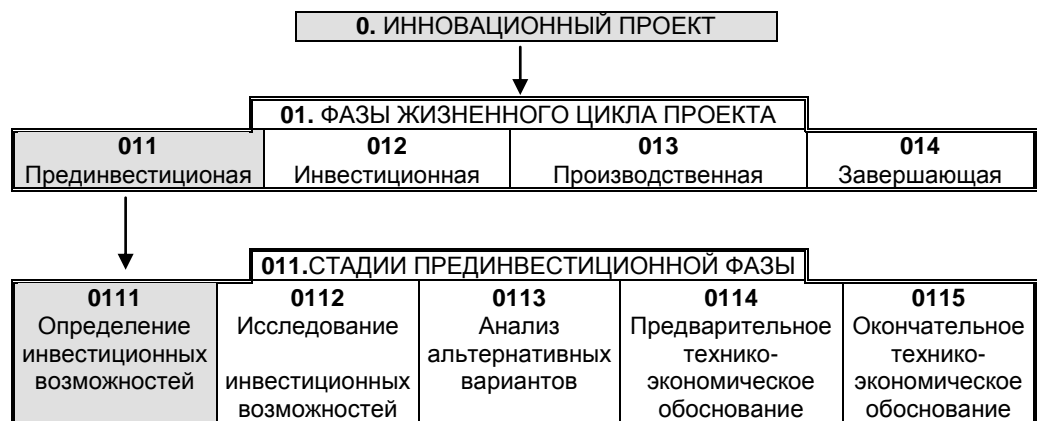 0. ИННОВАЦИОННЫЙ ПРОЕКТ
01. ФАЗЫ ЖИЗНЕННОГО ЦИКЛА ПРОЕКТА
011 012 013 014
Прединвестиционая Инвестиционная Производственная Завершающая
011.СТАДИИ ПРЕДИНВЕСТИЦИОННОЙ ФАЗЫ
0111
Определение
инвестиционных
возможностей
0112
Исследование
инвестиционных
возможностей
0113
Анализ
альтернативных
вариантов
0114
Предварительное
технико-
экономическое
обоснование
0115
Окончательное
технико-
экономическое
обоснование